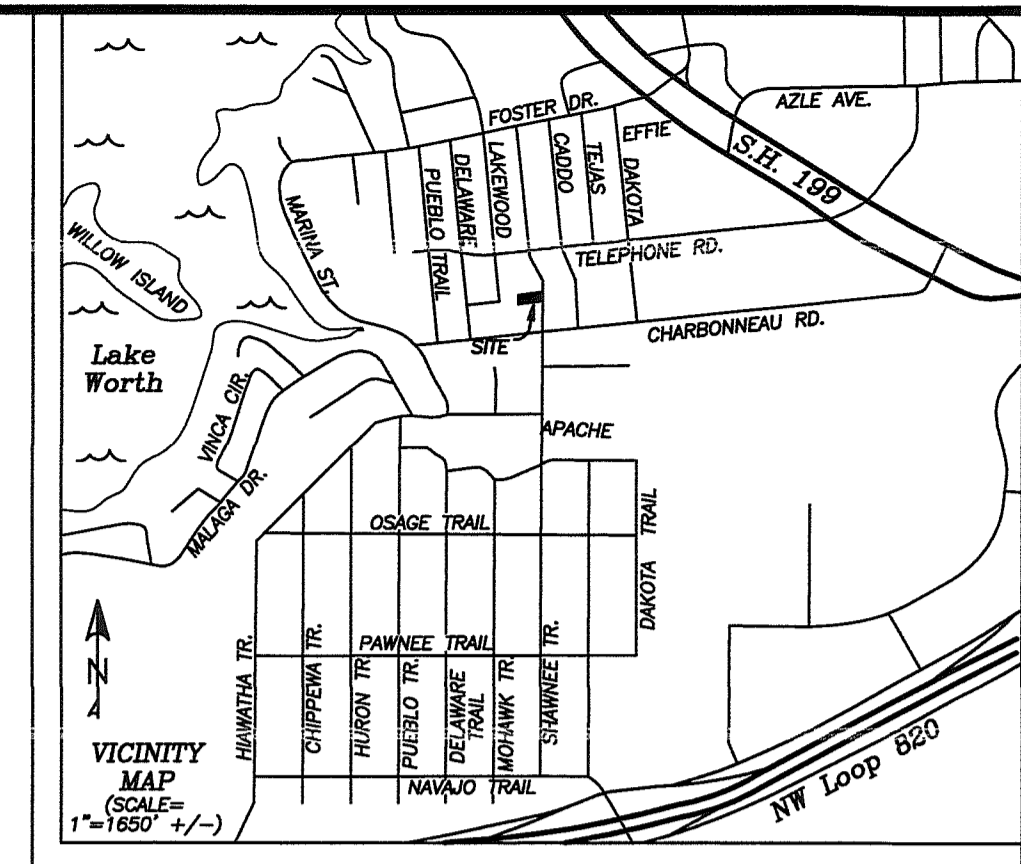 AZLE AVE.
FOSTER DR.
EFFIE
S.H. 199
PUEBLO TRAIL
DELAWARE
LAKEWOOD
CADDO
TEJAS
DAKOTA
MARINA ST.
TELEPHONE RD.
WILLOW ISLAND
CHARBONNEAU RD.
SITE
Lake
Worth
VINCA CIR.
APACHE
MALAGA DR.
OSAGE TRAIL
DAKOTA TRAIL
PAWNEE TRAIL
N
HIAWATHA TR.
CHIPPEWA TR.
HURON TR.
PUEBLO TR.
DELAWARE
TRAIL
MOHAWK TR.
SHAWNEE TR.
NAVAJO TRAIL
NW Loop 820
VICINITY
MAP
(SCALE=
1"=1650' +/-)